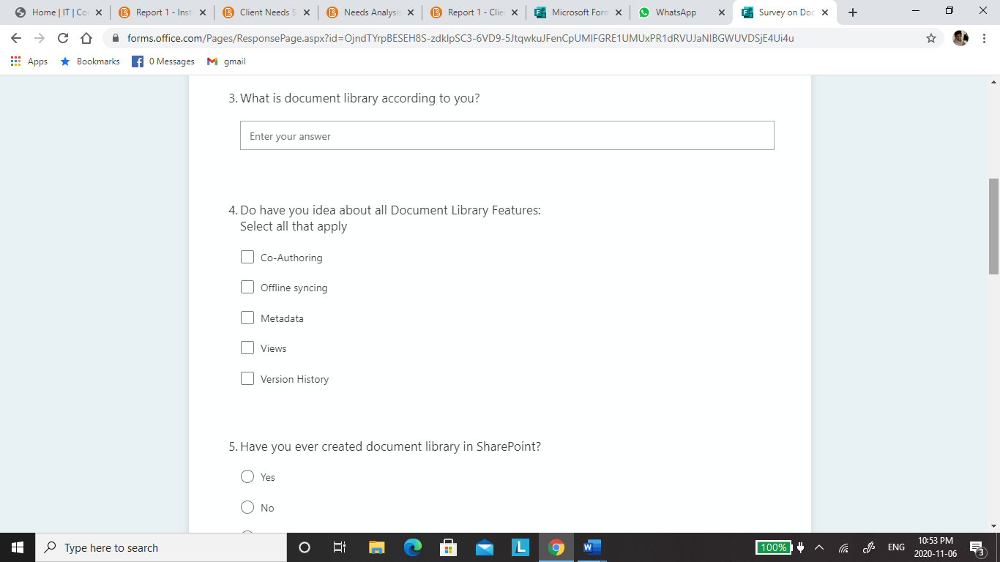 Home | IT | Co
Report 1 - Inst
Client Needs S
Needs Analysis
Report 1 - Clie
Microsoft Form
WhatsApp
Survey on Doc
forms.office.com/Pages/ResponsePage.aspx?id=OjndTYrpBESEH8S-zdklpSC3-6VD9-5JtqwkuJFenCpUMlFGRE1UMUxPR1dRVUJaNlBGWUVDSjE4Ui4u
Apps
Bookmarks
0 Messages
gmail
3. What is document library according to you?
Enter your answer
4. Do have you idea about all Document Library Features:
Select all that apply
Co-Authoring
Offline syncing
Metadata
Views
Version History
5. Have you ever created document library in SharePoint?
Yes
No
Type here to search
100%
ENG
10:53 PM
2020-11-06
3